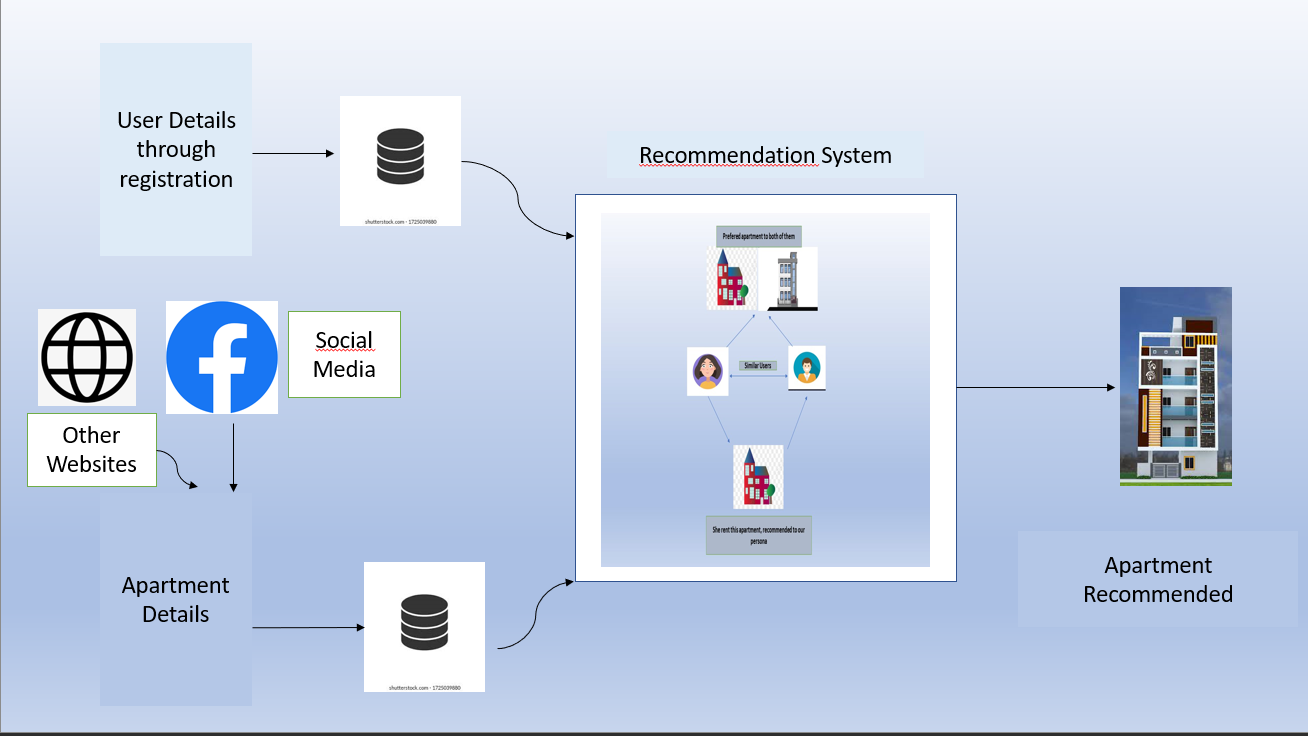 User Details
through
registration
shutterstock.com · 1725039880
Recommendation System
Prefered apartment to both of them
Similar Users
She rent this apartment, recommended to our
persona
Social
Media
Other
Websites
Apartment
Details
shutterstock.com · 1725039880
Apartment
Recommended